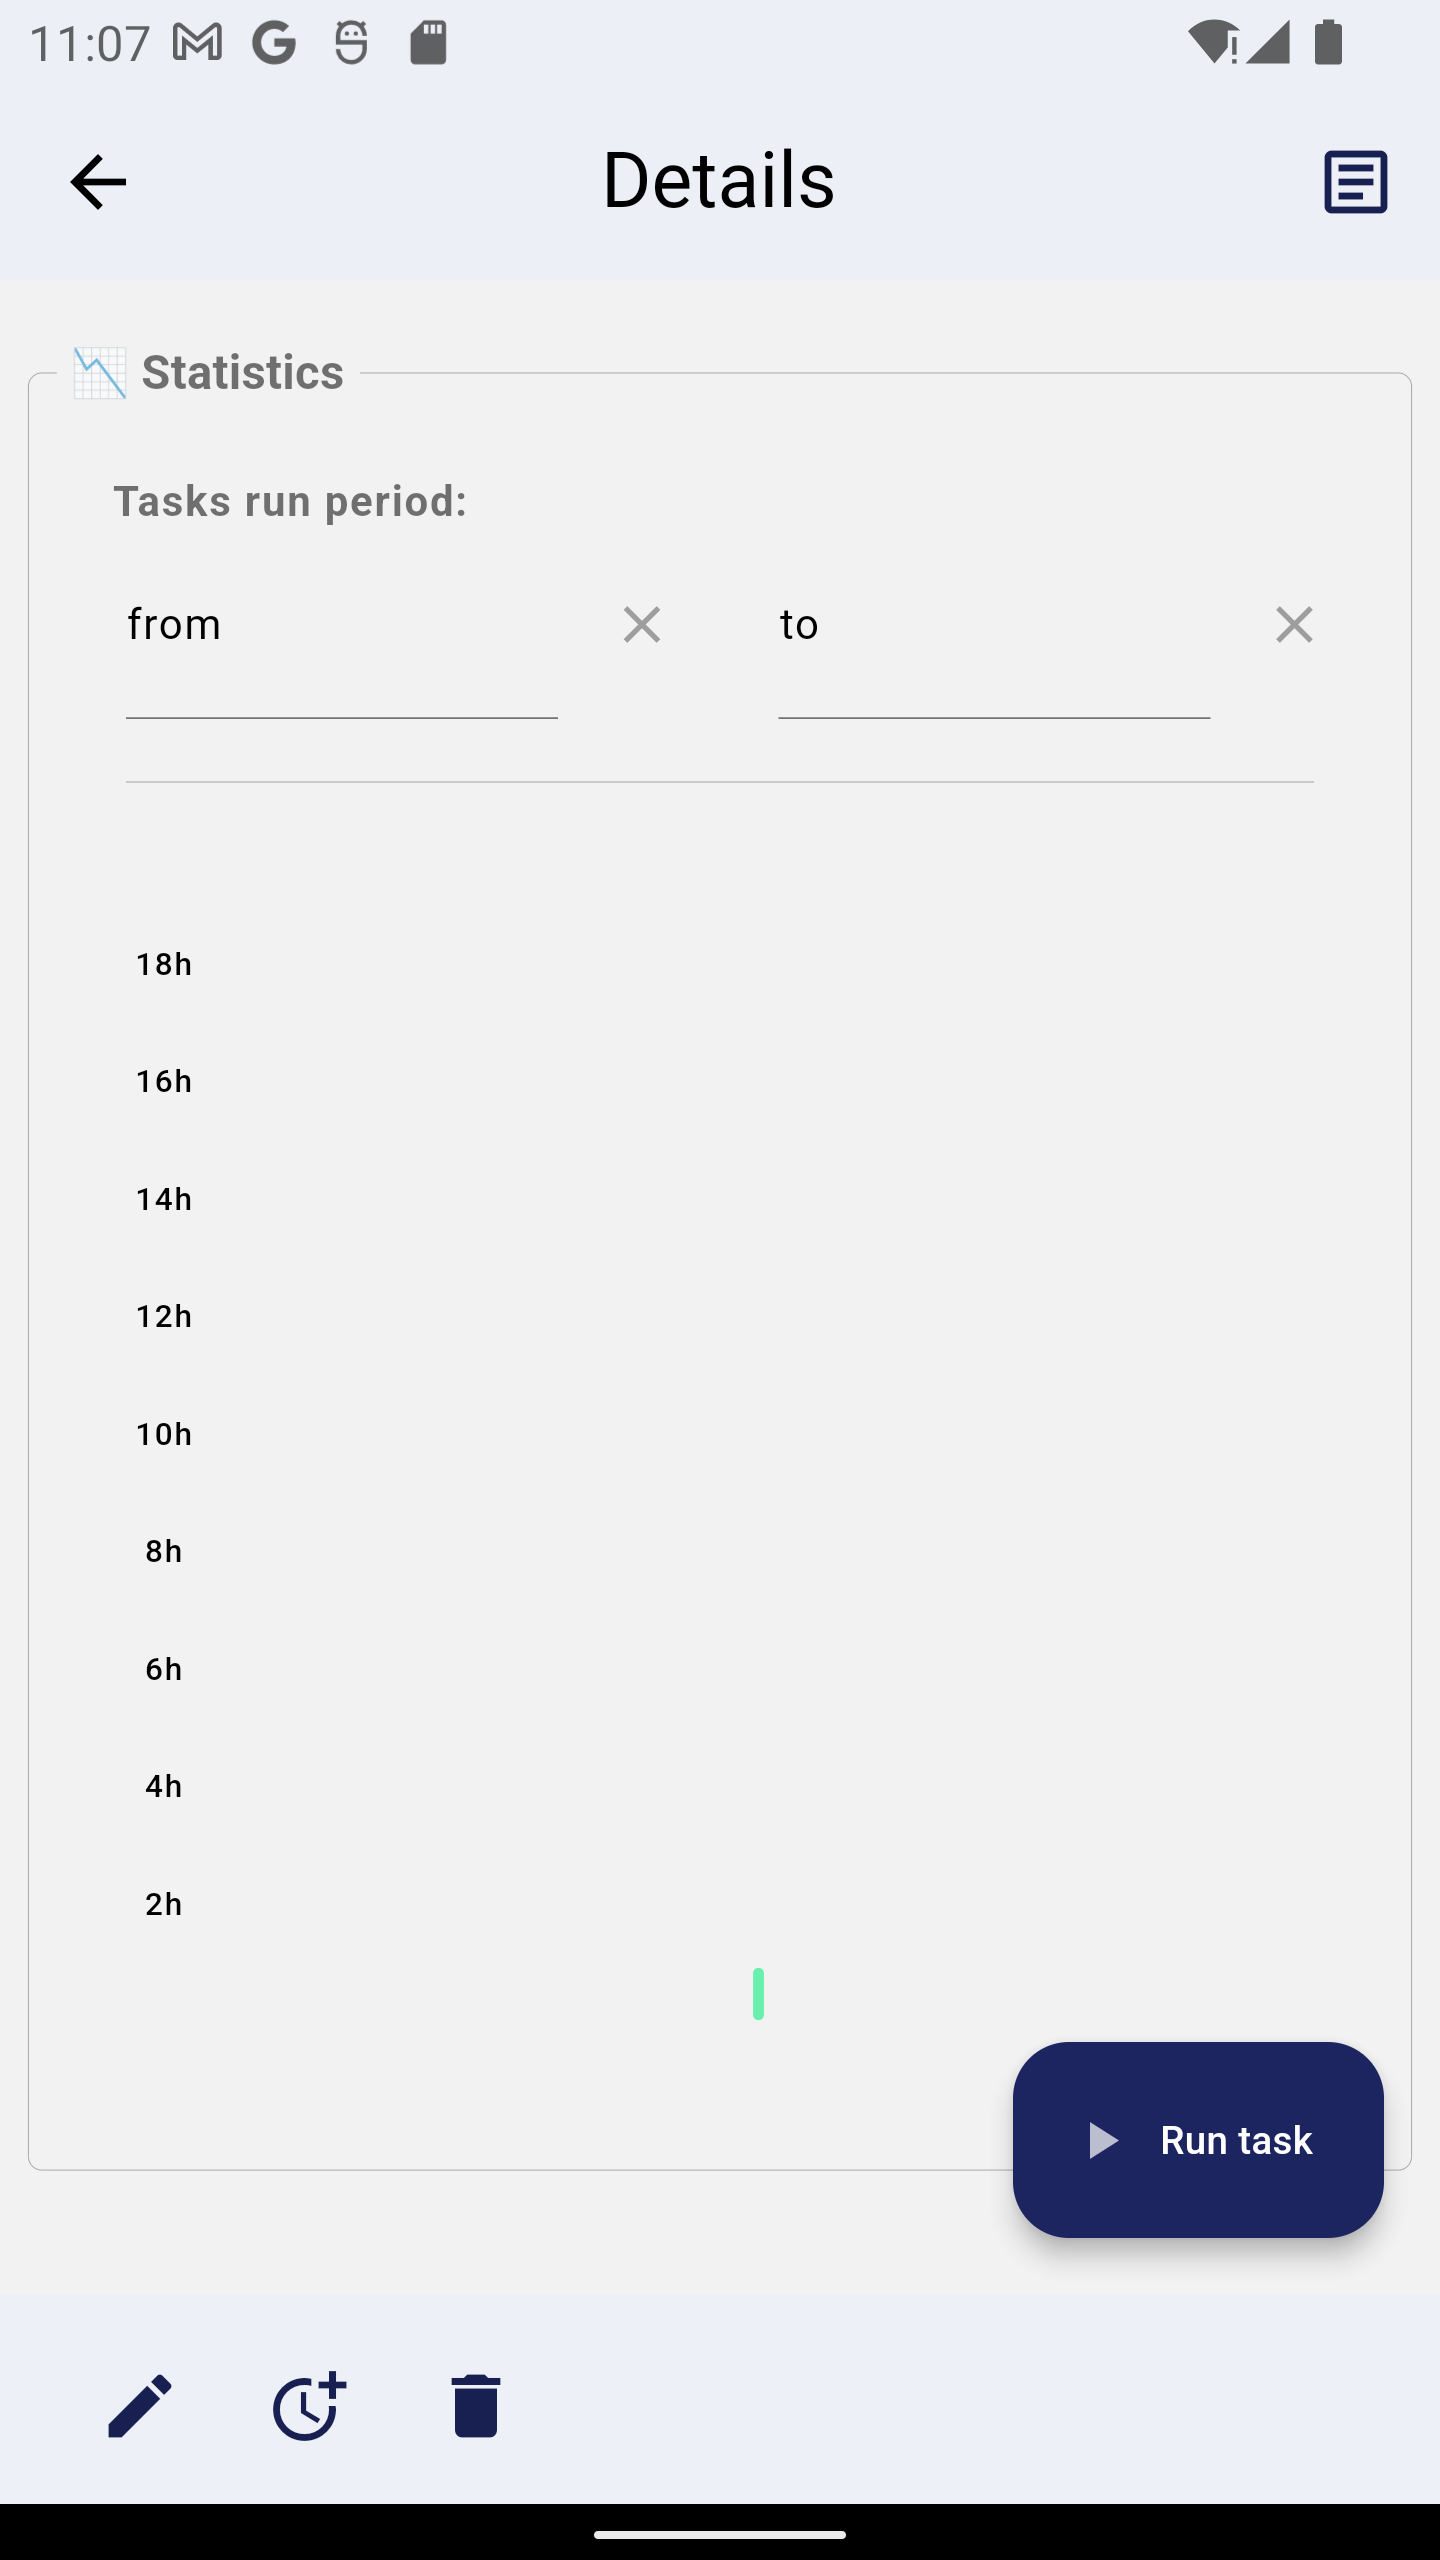 11:07
Details
Statistics
Tasks run period:
from
to
18h
16h
14h
12h
10h
8h
6h
4h
2h
Run task